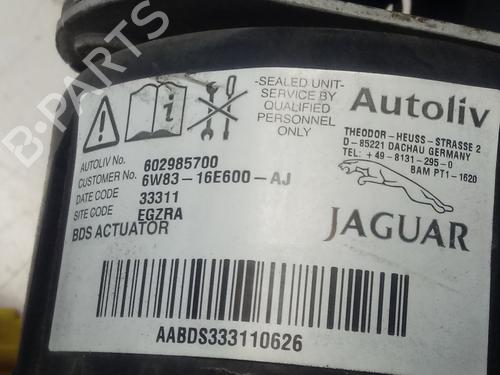 B-PARTS
-SEALED UNIT-
SERVICE BY
QUALIFIED
PERSONNEL
ONLY
Autoliv
THEODOR-HEUSS-STRASSE 2
D-85221 DACHAU GERMANY
TEL: +49-8131-295-0
BAM PT1-1620
AUTOLIV No. 602985700
CUSTOMER No. 6W83-16E600-AJ
DATE CODE 33311
SITE CODE EGZRA
BDS ACTUATOR
JAGUAR
AABDS333110626